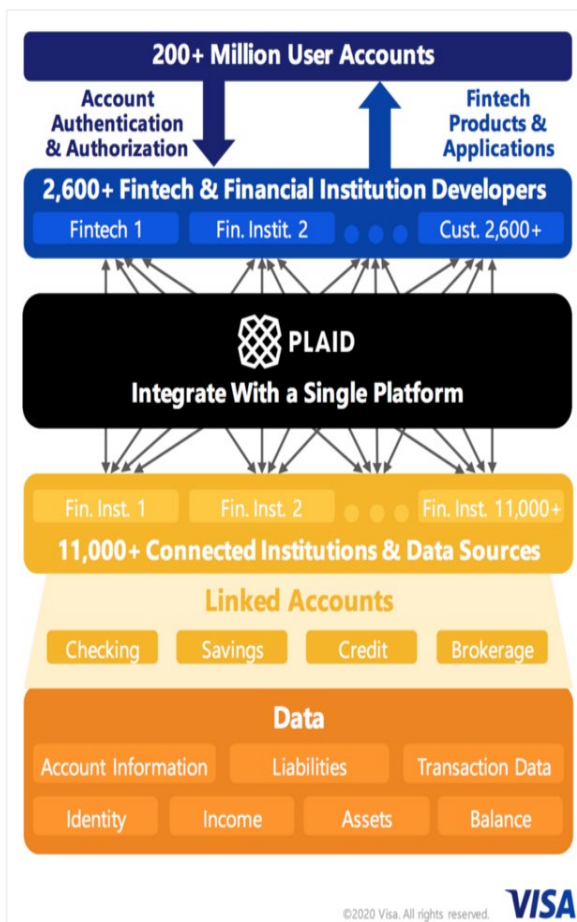 200+ Million User Accounts
Account
Authentication
& Authorization
Fintech
Products &
Applications
2,600+ Fintech & Financial Institution Developers
Fintech 1
Fin. Instit. 2
Cust. 2,600+
PLAID
Integrate With a Single Platform
Fin. Inst. 1
Fin. Inst. 2
Fin. Inst. 11,000+
11,000+ Connected Institutions & Data Sources
Linked Accounts
Checking
Savings
Credit
Brokerage
Data
Account Information
Liabilities
Transaction Data
Identity
Income
Assets
Balance
©2020 Visa. All rights reserved.
VISA